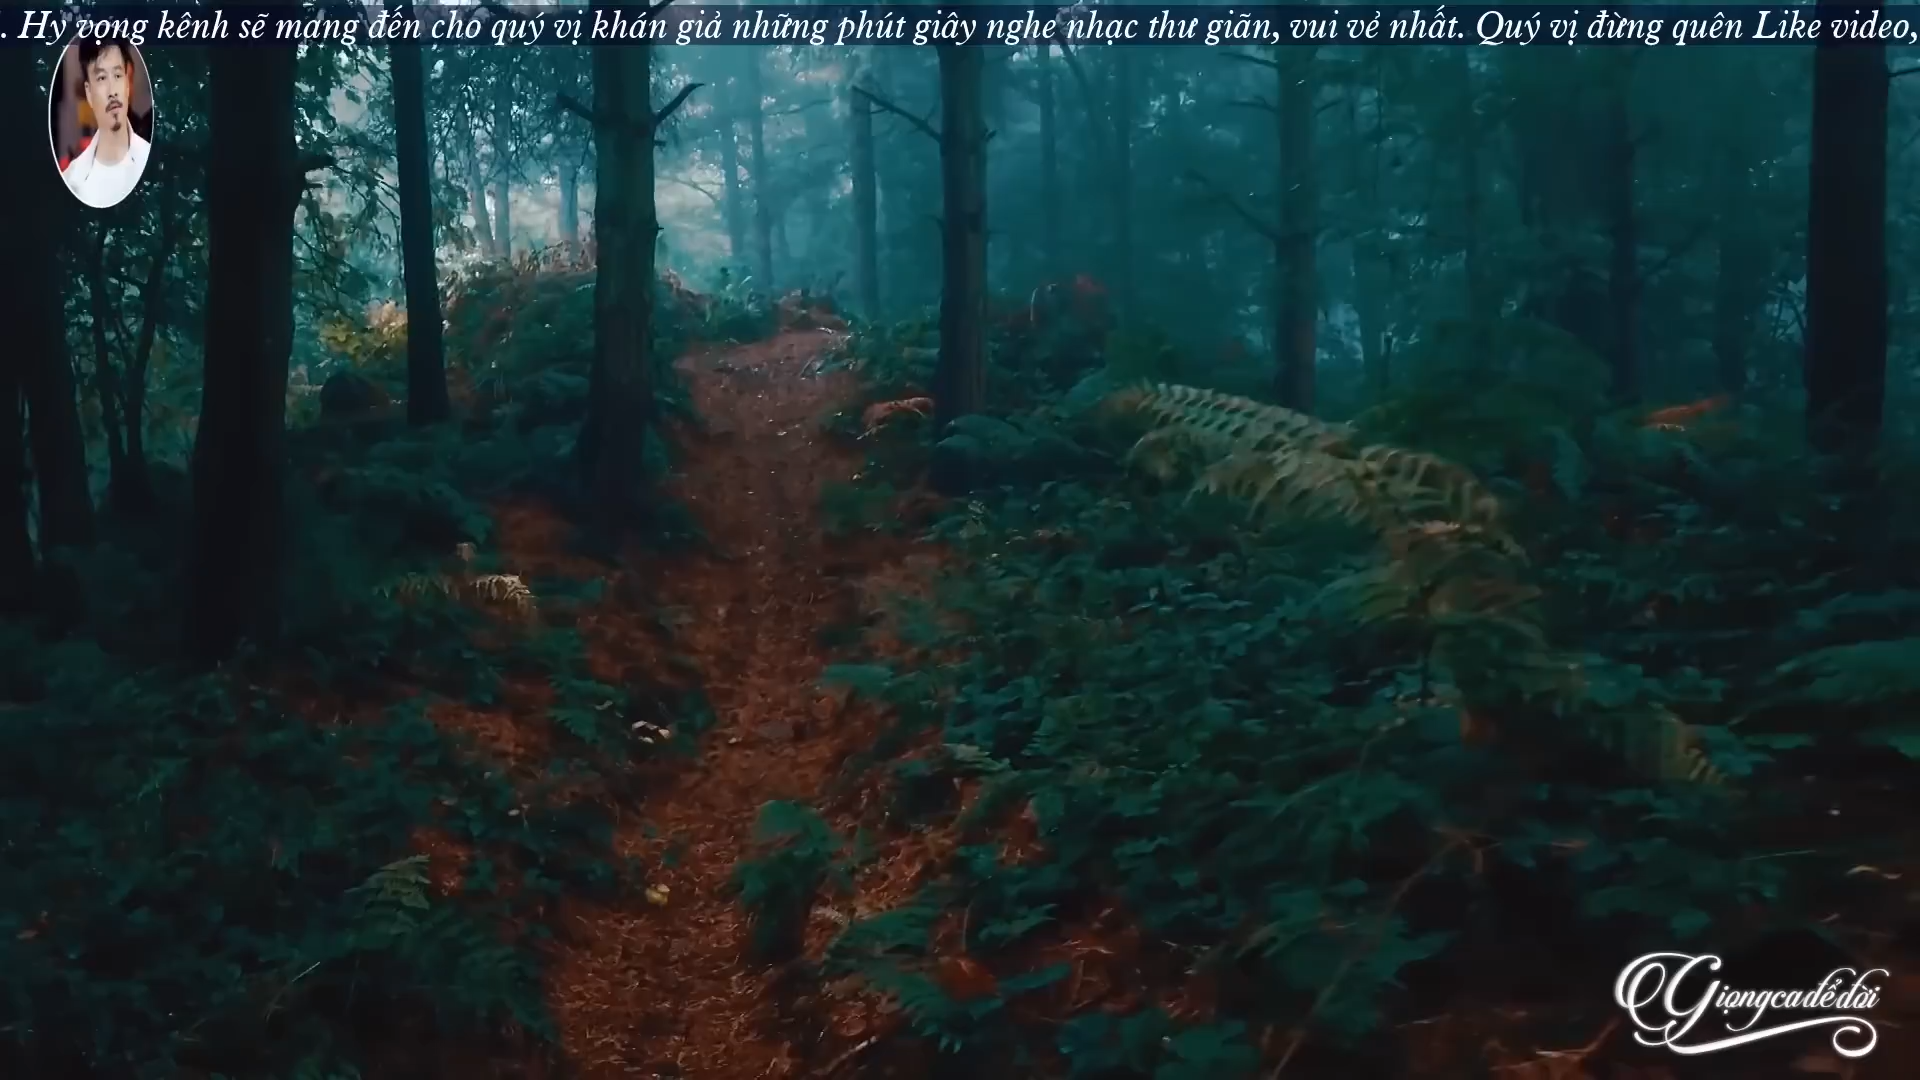 . Hy vọng kênh sẽ mang đến cho quý vị khán giả những phút giây nghe nhạc thư giãn, vui vẻ nhất. Quý vị đừng quên Like video,
Giọngcađểđời